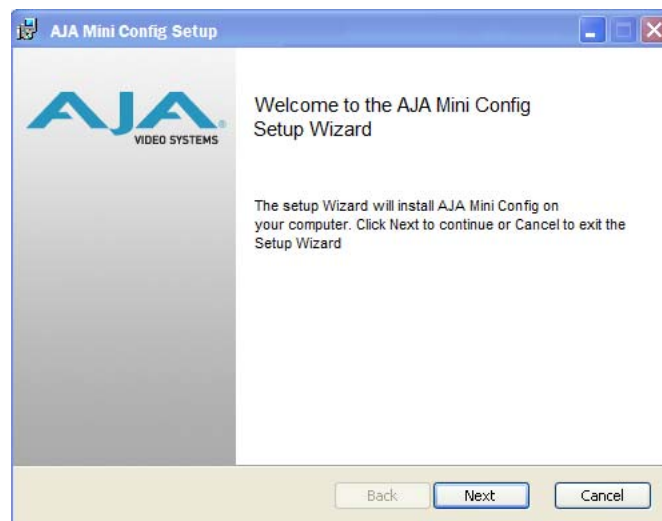 AJA Mini Config Setup
AJA®
VIDEO SYSTEMS
Welcome to the AJA Mini Config
Setup Wizard
The setup Wizard will install AJA Mini Config on
your computer. Click Next to continue or Cancel to exit the
Setup Wizard
Back
Next
Cancel